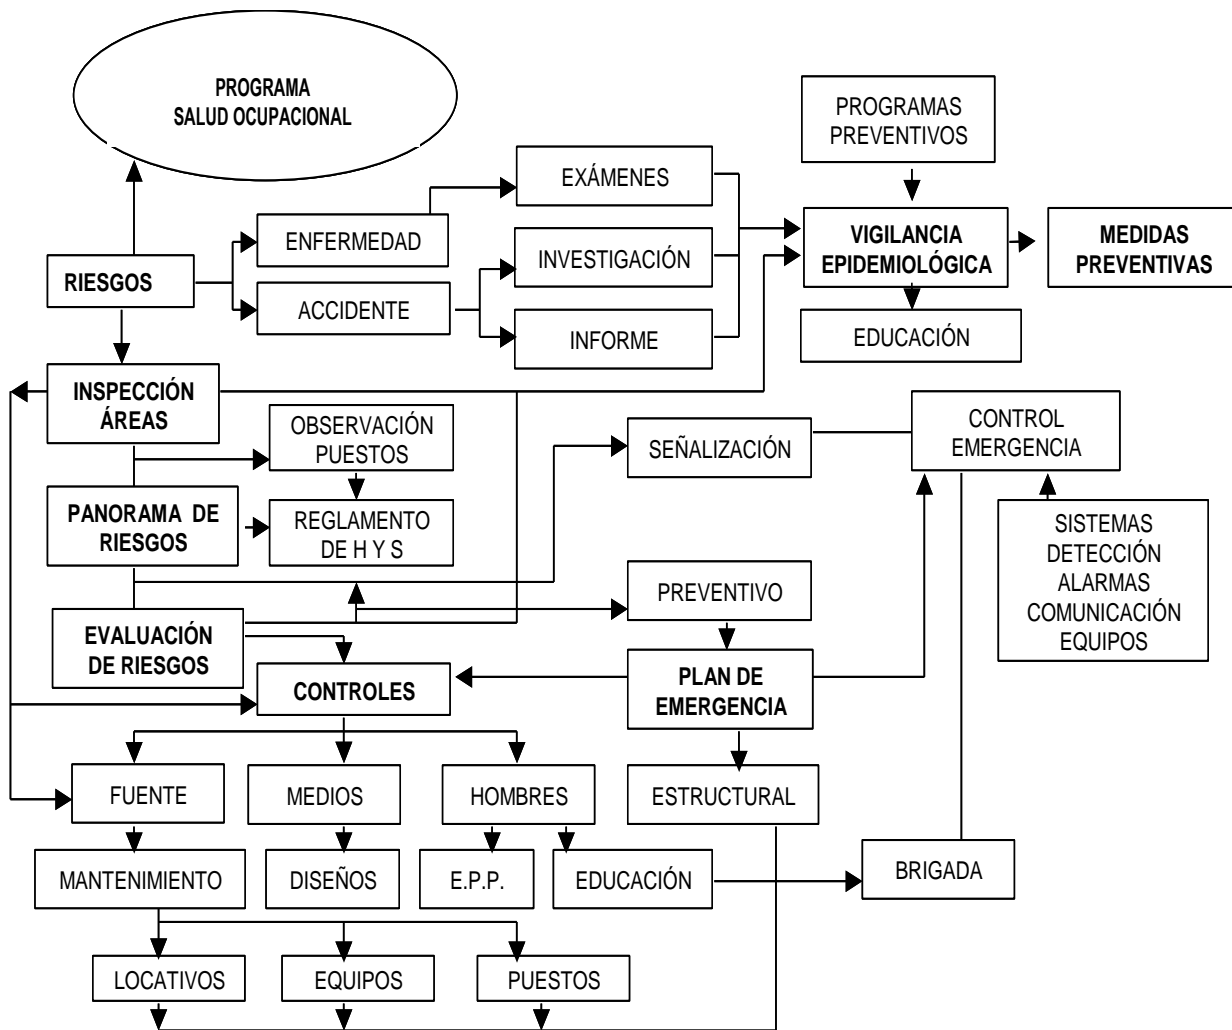 PROGRAMA
SALUD OCUPACIONAL
PROGRAMAS
PREVENTIVOS
EXÁMENES
ENFERMEDAD
INVESTIGACIÓN
VIGILANCIA
EPIDEMIOLÓGICA
MEDIDAS
PREVENTIVAS
RIESGOS
ACCIDENTE
INFORME
EDUCACIÓN
INSPECCIÓN
ÁREAS
OBSERVACIÓN
PUESTOS
SEÑALIZACIÓN
CONTROL
EMERGENCIA
PANORAMA DE
RIESGOS
REGLAMENTO
DE H Y S
SISTEMAS
DETECCIÓN
ALARMAS
COMUNICACIÓN
EQUIPOS
PREVENTIVO
EVALUACIÓN
DE RIESGOS
CONTROLES
PLAN DE
EMERGENCIA
FUENTE
MEDIOS
HOMBRES
ESTRUCTURAL
MANTENIMIENTO
DISEÑOS
E.P.P.
EDUCACIÓN
BRIGADA
LOCATIVOS
EQUIPOS
PUESTOS